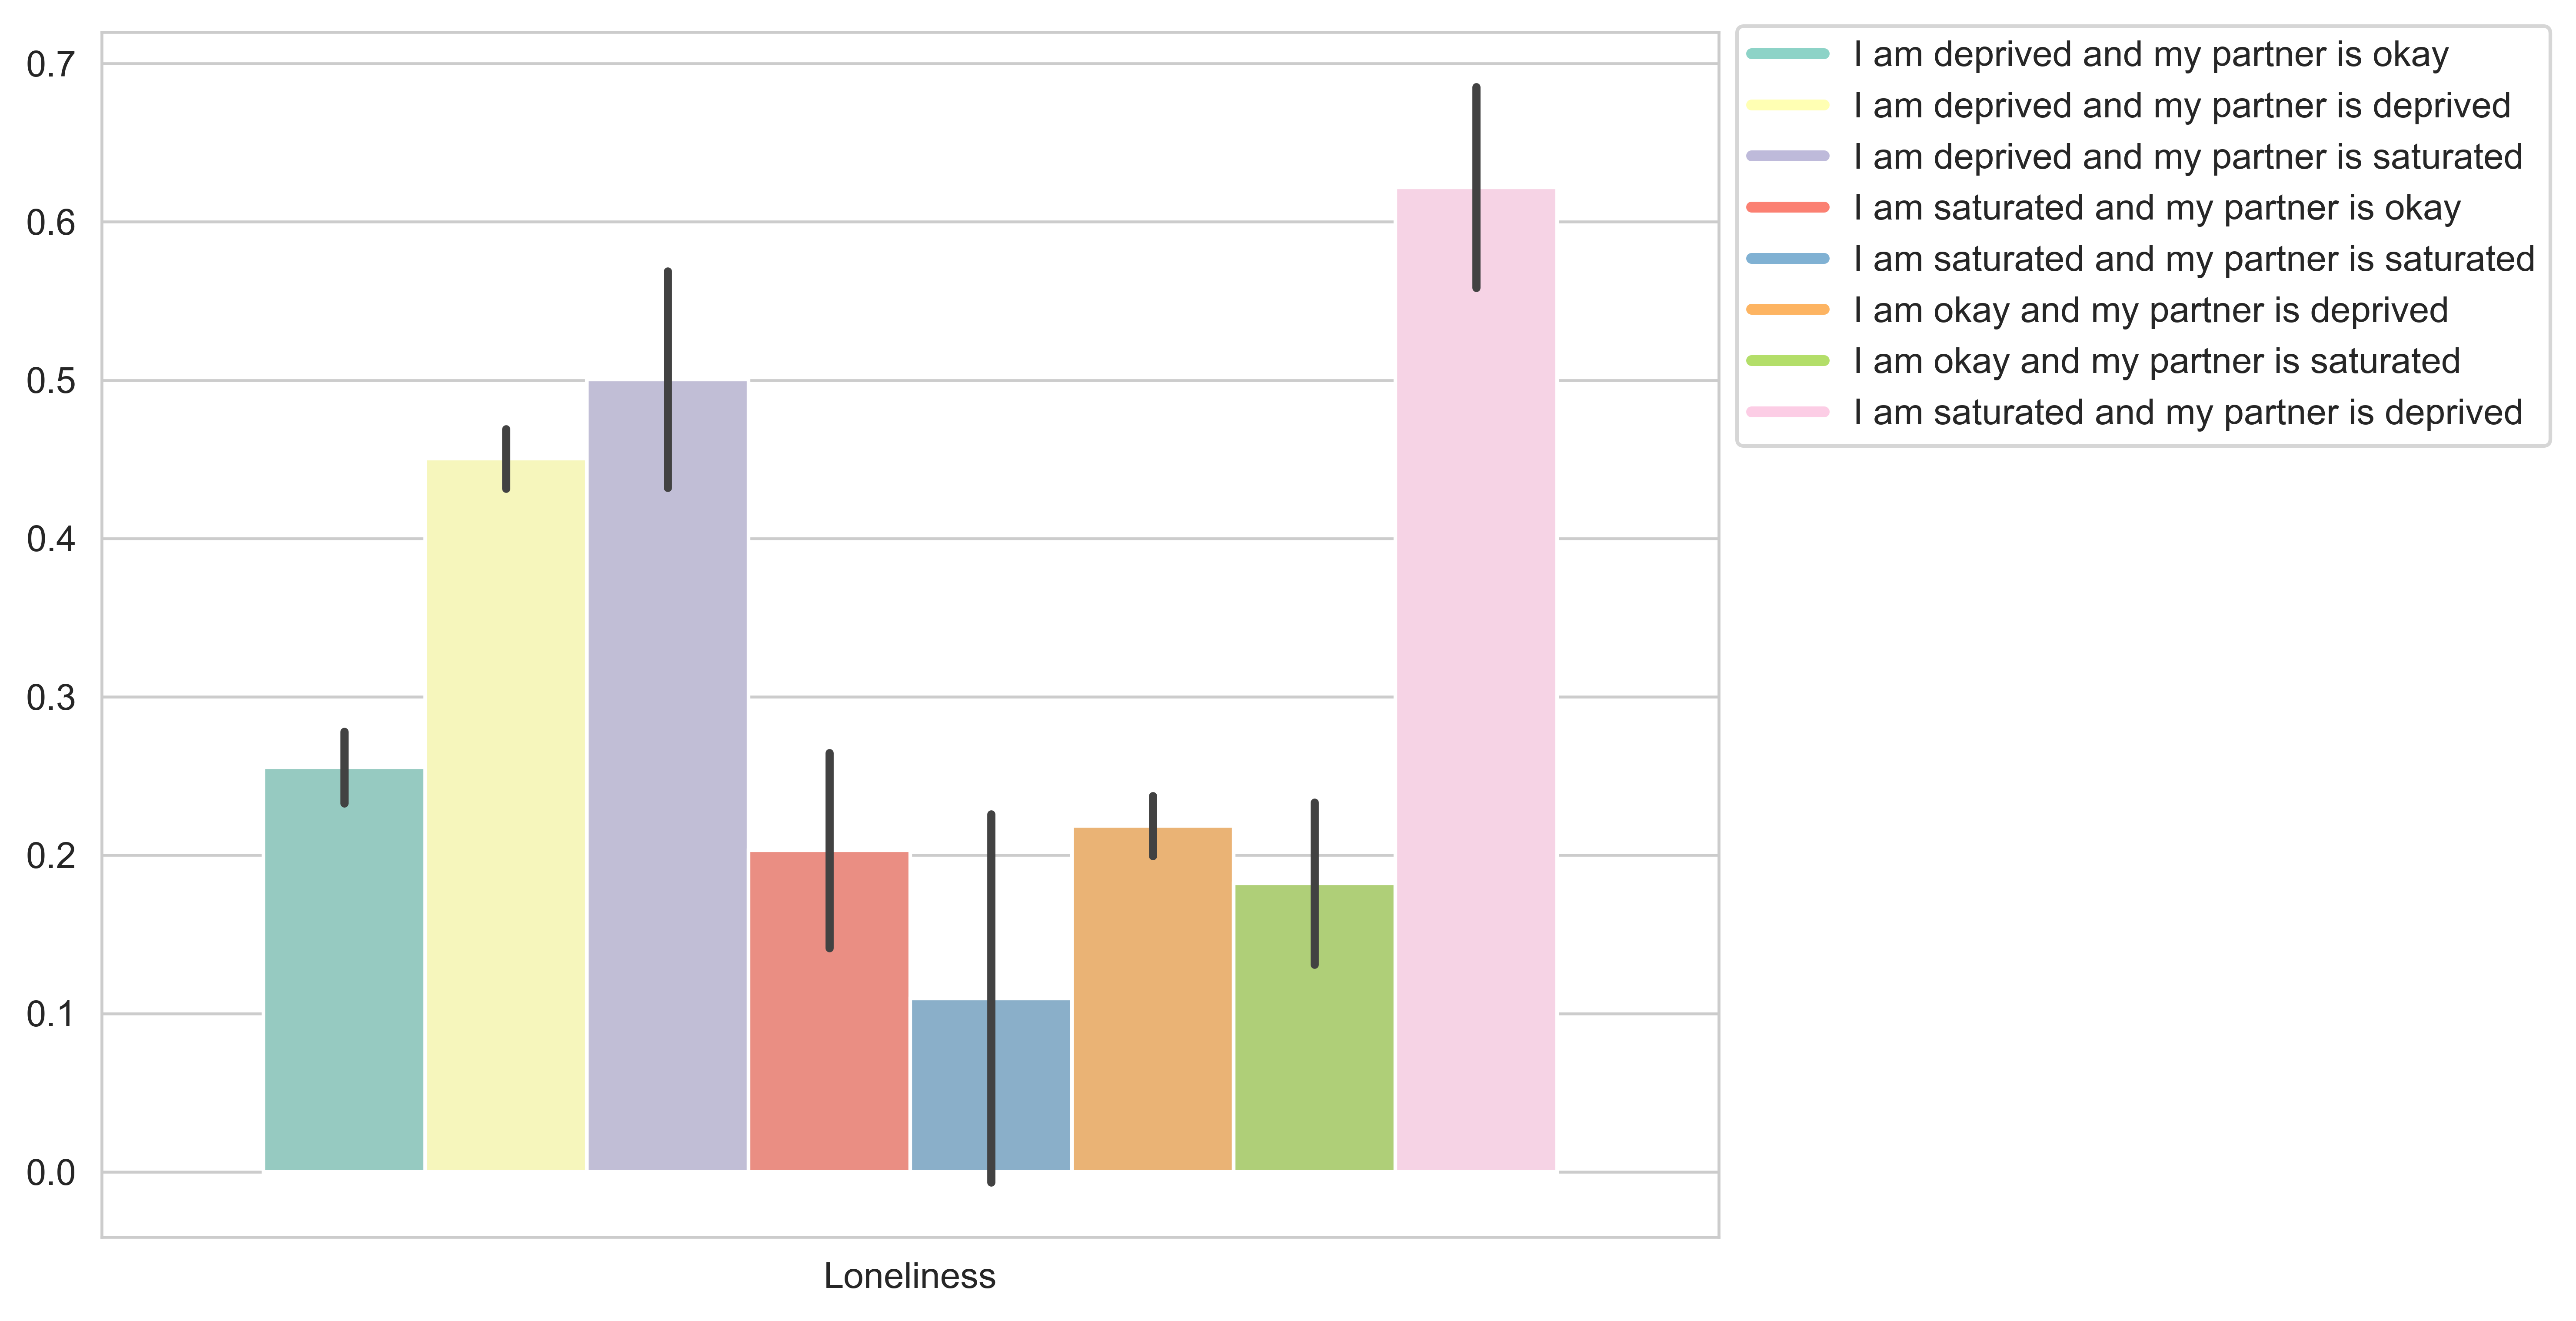 0.7
0.6
0.5
0.4
0.3
0.2
0.1
0.0
Loneliness
I am deprived and my partner is okay
I am deprived and my partner is deprived
I am deprived and my partner is saturated
I am saturated and my partner is okay
I am saturated and my partner is saturated
I am okay and my partner is deprived
I am okay and my partner is saturated
I am saturated and my partner is deprived